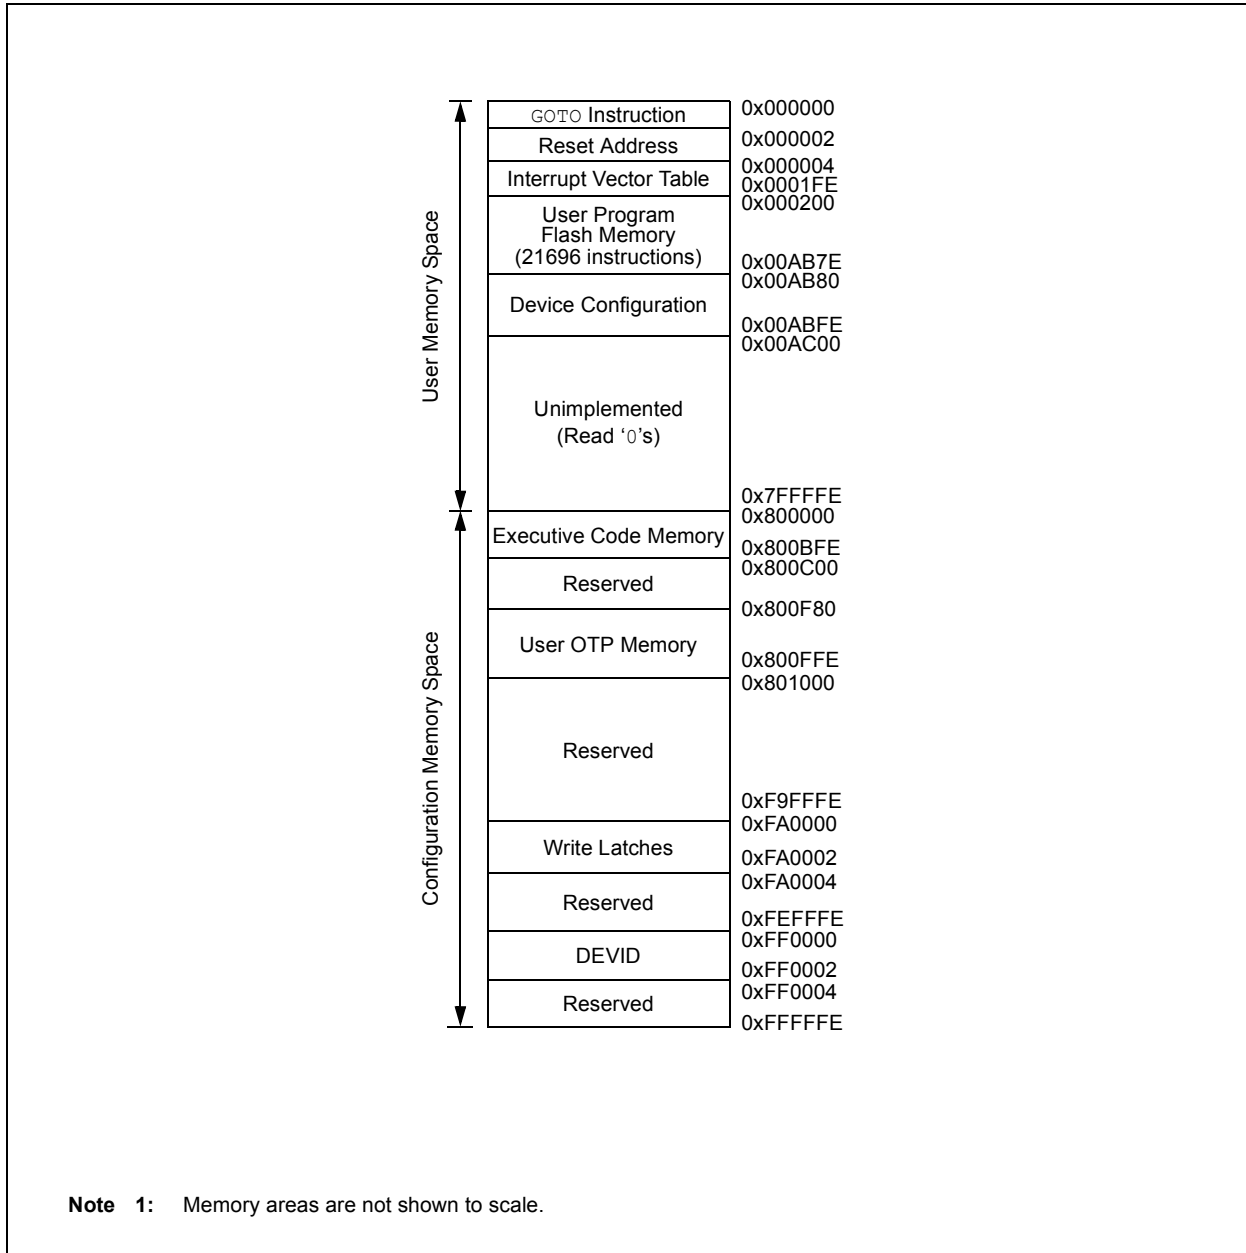 GOTO Instruction
0x000000
Reset Address
0x000002
Interrupt Vector Table
0x000004
0x0001FE
User Program
Flash Memory
(21696 instructions)
0x000200
0x00AB7E
Device Configuration
0x00AB80
0x00ABFE
Unimplemented
(Read ‘0’s)
0x00AC00
0x7FFFFE
User Memory Space
Executive Code Memory
0x800000
0x800BFE
Reserved
0x800C00
User OTP Memory
0x800F80
0x800FFE
Reserved
0x801000
0xF9FFFE
Write Latches
0xFA0000
0xFA0002
Reserved
0xFA0004
0xFEFFFE
DEVID
0xFF0000
0xFF0002
Reserved
0xFF0004
0xFFFFFE
Configuration Memory Space
Note 1: Memory areas are not shown to scale.